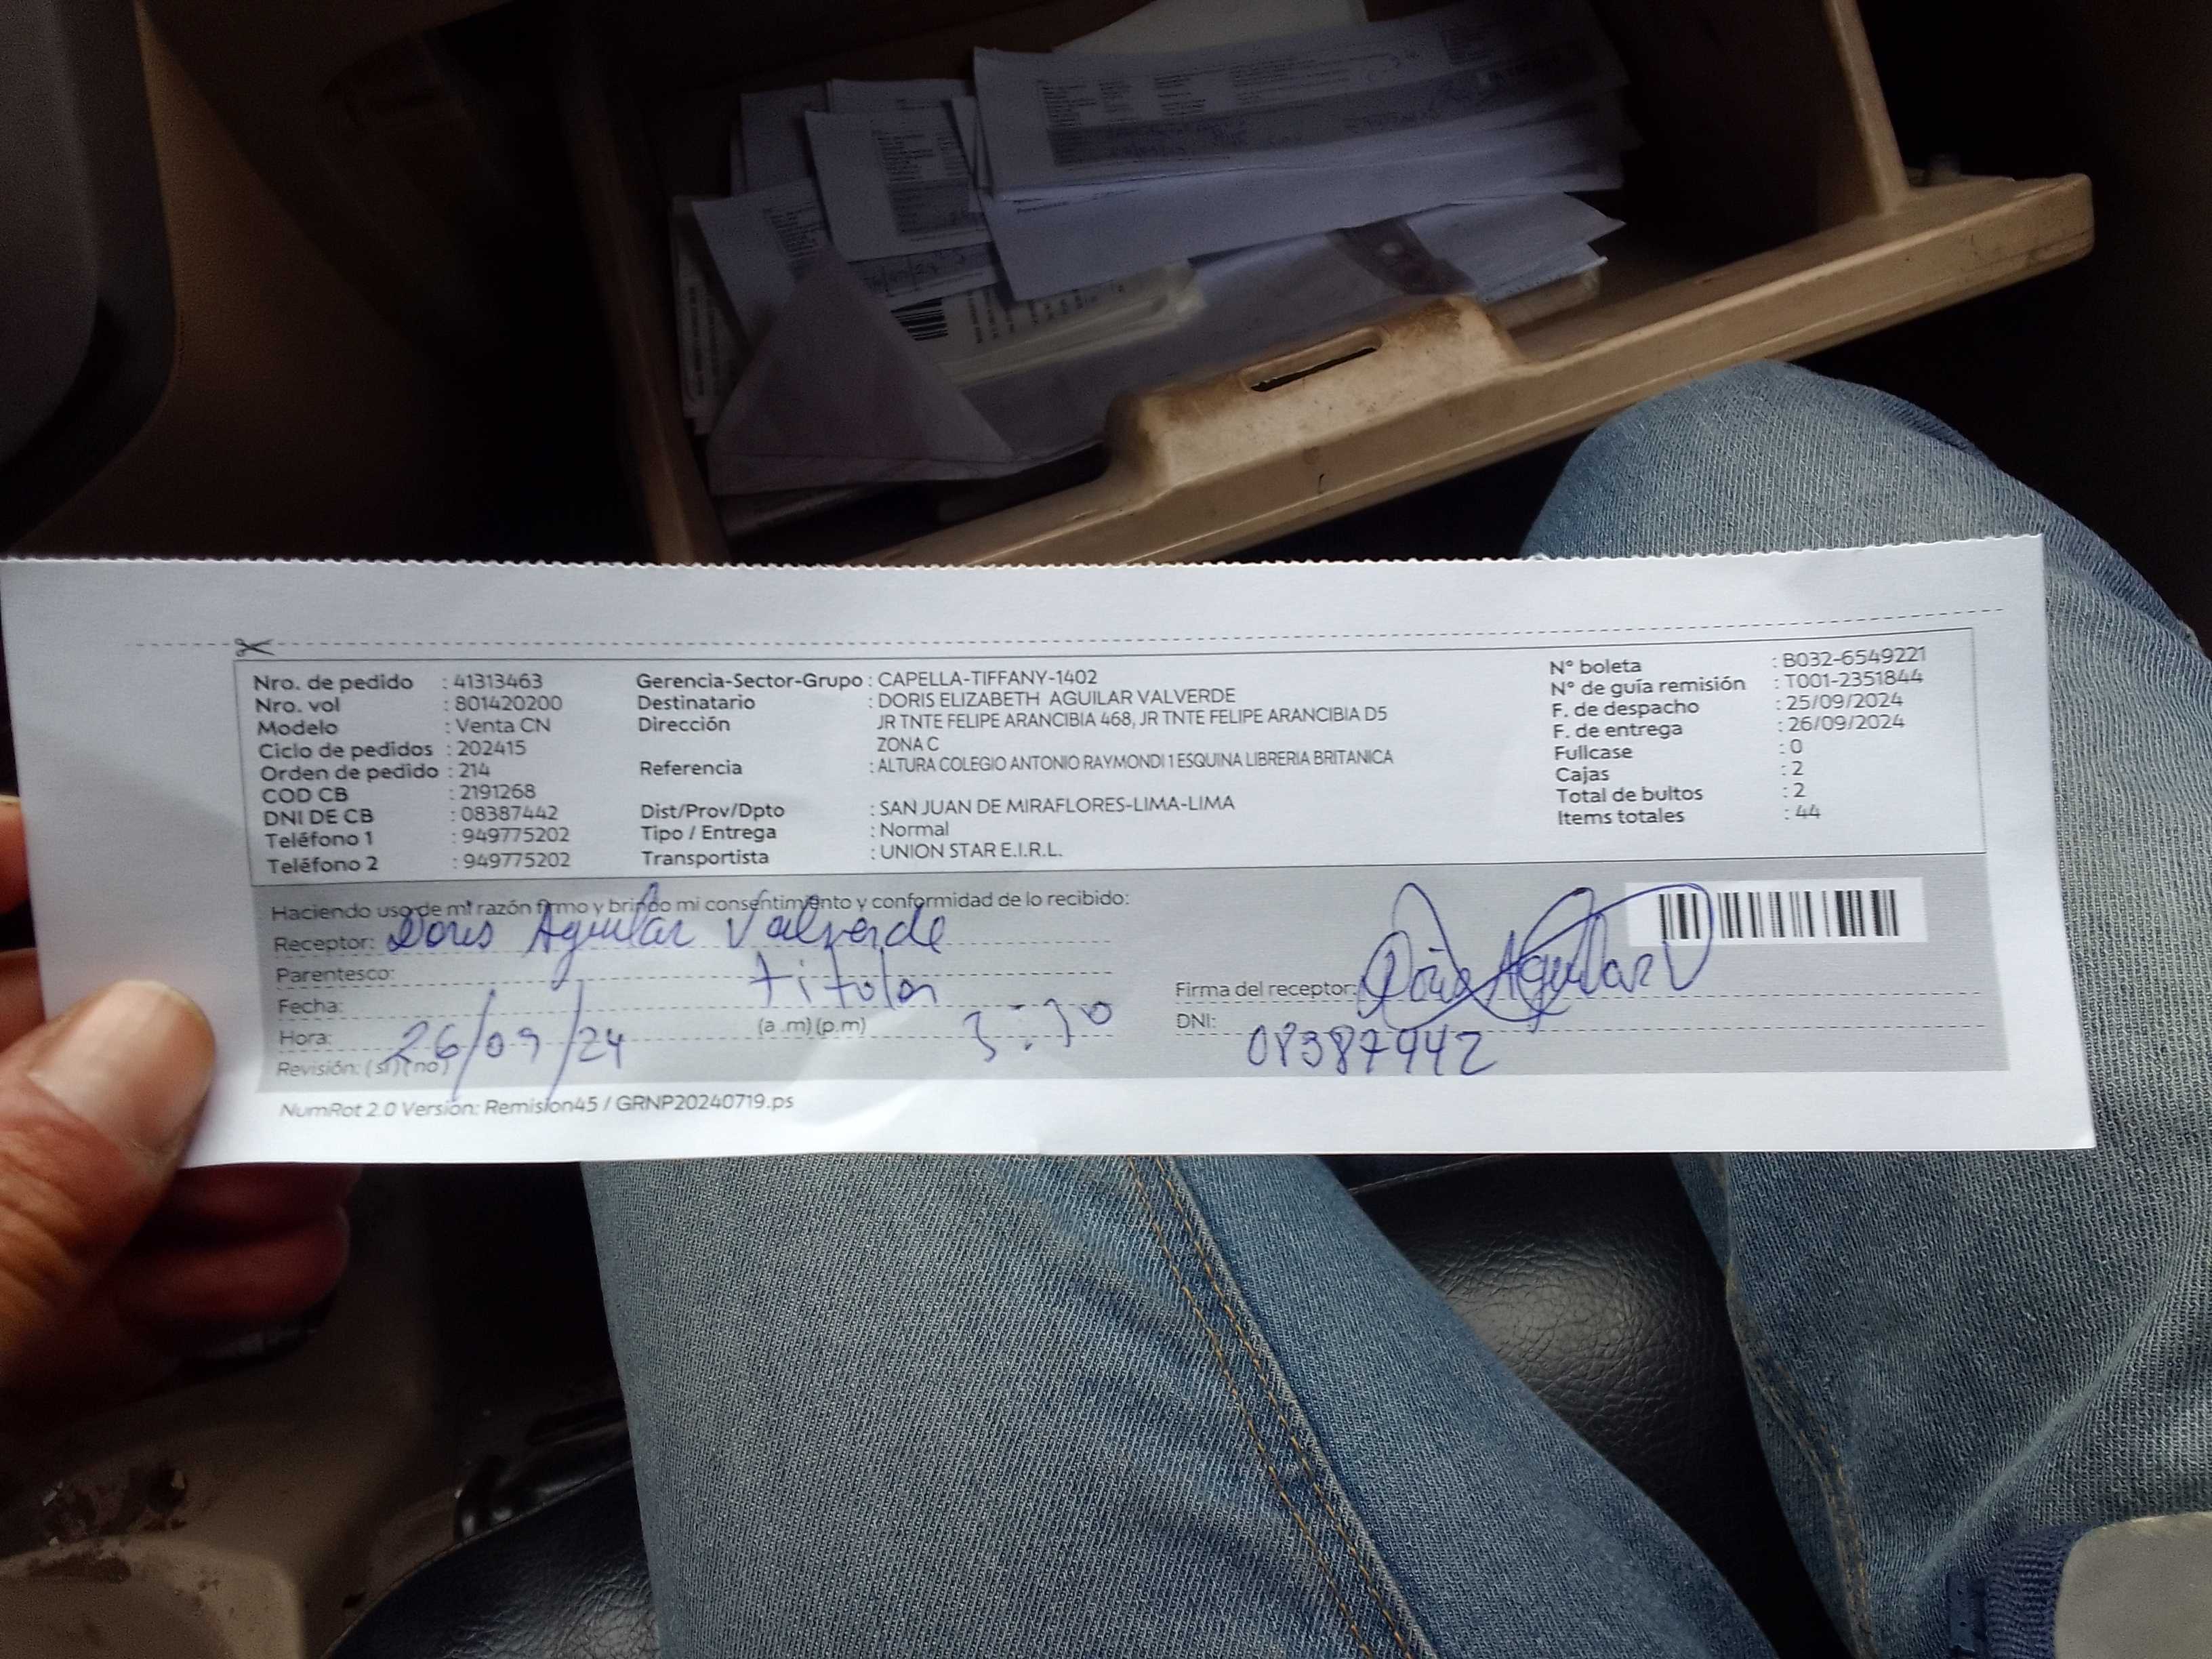 Nro. de pedido : 41313463
Nro. vol : 801420200
Modelo : Venta CN
Ciclo de pedidos : 202415
Orden de pedido : 214
COD CB : 2191268
DNI DE CB : 08387442
Teléfono 1 : 949775202
Teléfono 2 : 949775202
Gerencia-Sector-Grupo : CAPELLA-TIFFANY-1402
Destinatario : DORIS ELIZABETH AGUILAR VALVERDE
Dirección JR TNTE FELIPE ARANCIBIA 468, JR TNTE FELIPE ARANCIBIA D5
ZONA C
Referencia : ALTURA COLEGIO ANTONIO RAYMONDI 1 ESQUINA LIBRERIA BRITANICA
Dist/Prov/Dpto : SAN JUAN DE MIRAFLORES-LIMA-LIMA
Tipo / Entrega : Normal
Transportista : UNION STAR E.I.R.L.
N° boleta : B032-6549221
N° de guía remisión : T001-2351844
F. de despacho : 25/09/2024
F. de entrega : 26/09/2024
Fullcase : 0
Cajas : 2
Total de bultos : 2
Items totales : 44
Haciendo uso de mi razón firmo y brindo mi consentimiento y conformidad de lo recibido:
Receptor: Doris Aguilar Valverde
Parentesco: titular
Fecha: 26/09/24
Hora: (a .m) (p.m)
Revisión: (si) (no)
Firma del receptor: Doris Aguilar V
DNI: 08387442
NumRot 2.0 Version: Remision45 / GRNP20240719.ps